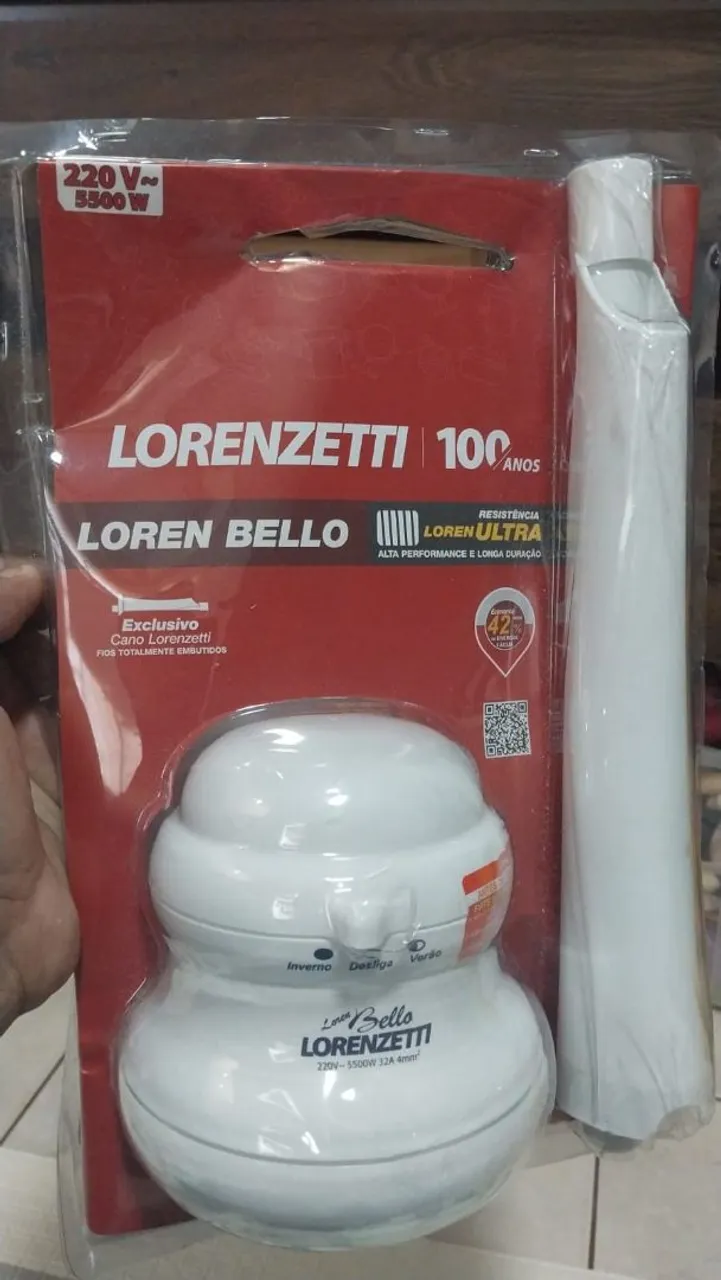 220 V~
5500 W
LORENZETTI 100 ANOS
RESISTÊNCIA
LOREN BELLO LOREN ULTRA
ALTA PERFORMANCE E LONGA DURAÇÃO
Exclusivo
Cano Lorenzetti
FIOS TOTALMENTE EMBUTIDOS
42
Inverno Desliga Verão
Loren Bello
LORENZETTI
220V~ 5500W 32A 4mm²